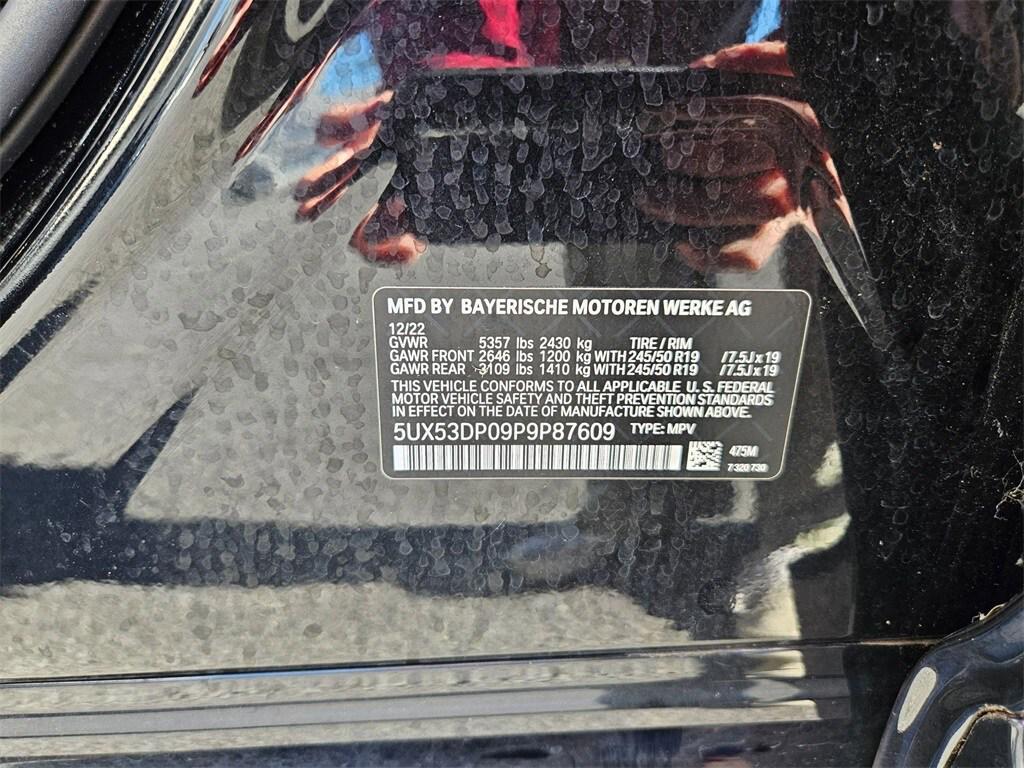 MFD BY BAYERISCHE MOTOREN WERKE AG
12/22
GVWR 5357 lbs 2430 kg TIRE / RIM
GAWR FRONT 2646 lbs 1200 kg WITH 245/50 R19 /7.5J x 19
GAWR REAR 3109 lbs 1410 kg WITH 245/50 R19 /7.5J x 19
THIS VEHICLE CONFORMS TO ALL APPLICABLE U.S. FEDERAL
MOTOR VEHICLE SAFETY AND THEFT PREVENTION STANDARDS
IN EFFECT ON THE DATE OF MANUFACTURE SHOWN ABOVE.
5UX53DP09P9P87609 TYPE: MPV
475M
7 320 730